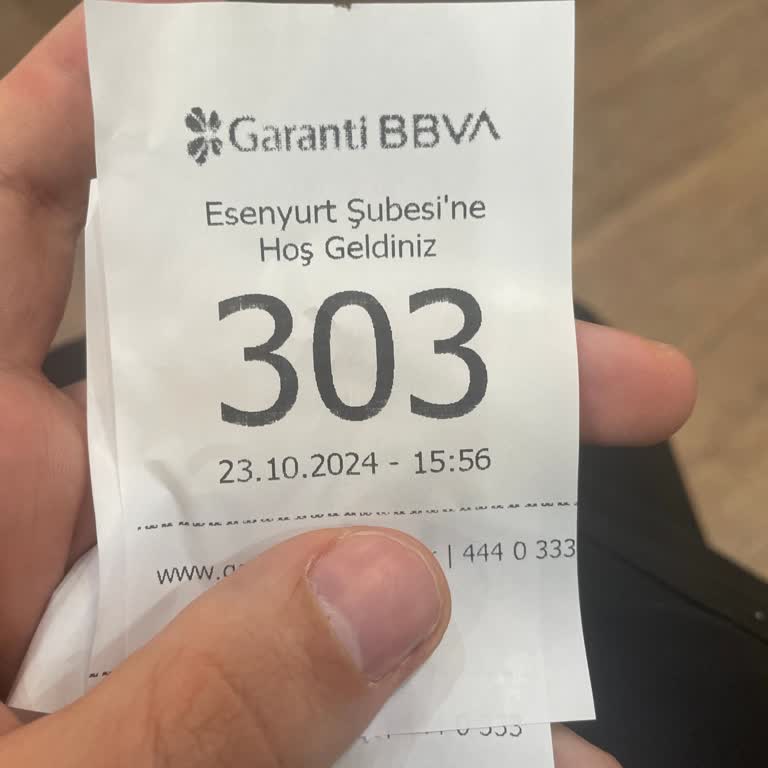 Garanti BBVA
Esenyurt Şubesi'ne
Hoş Geldiniz
303
23.10.2024 - 15:56
| 444 0 333